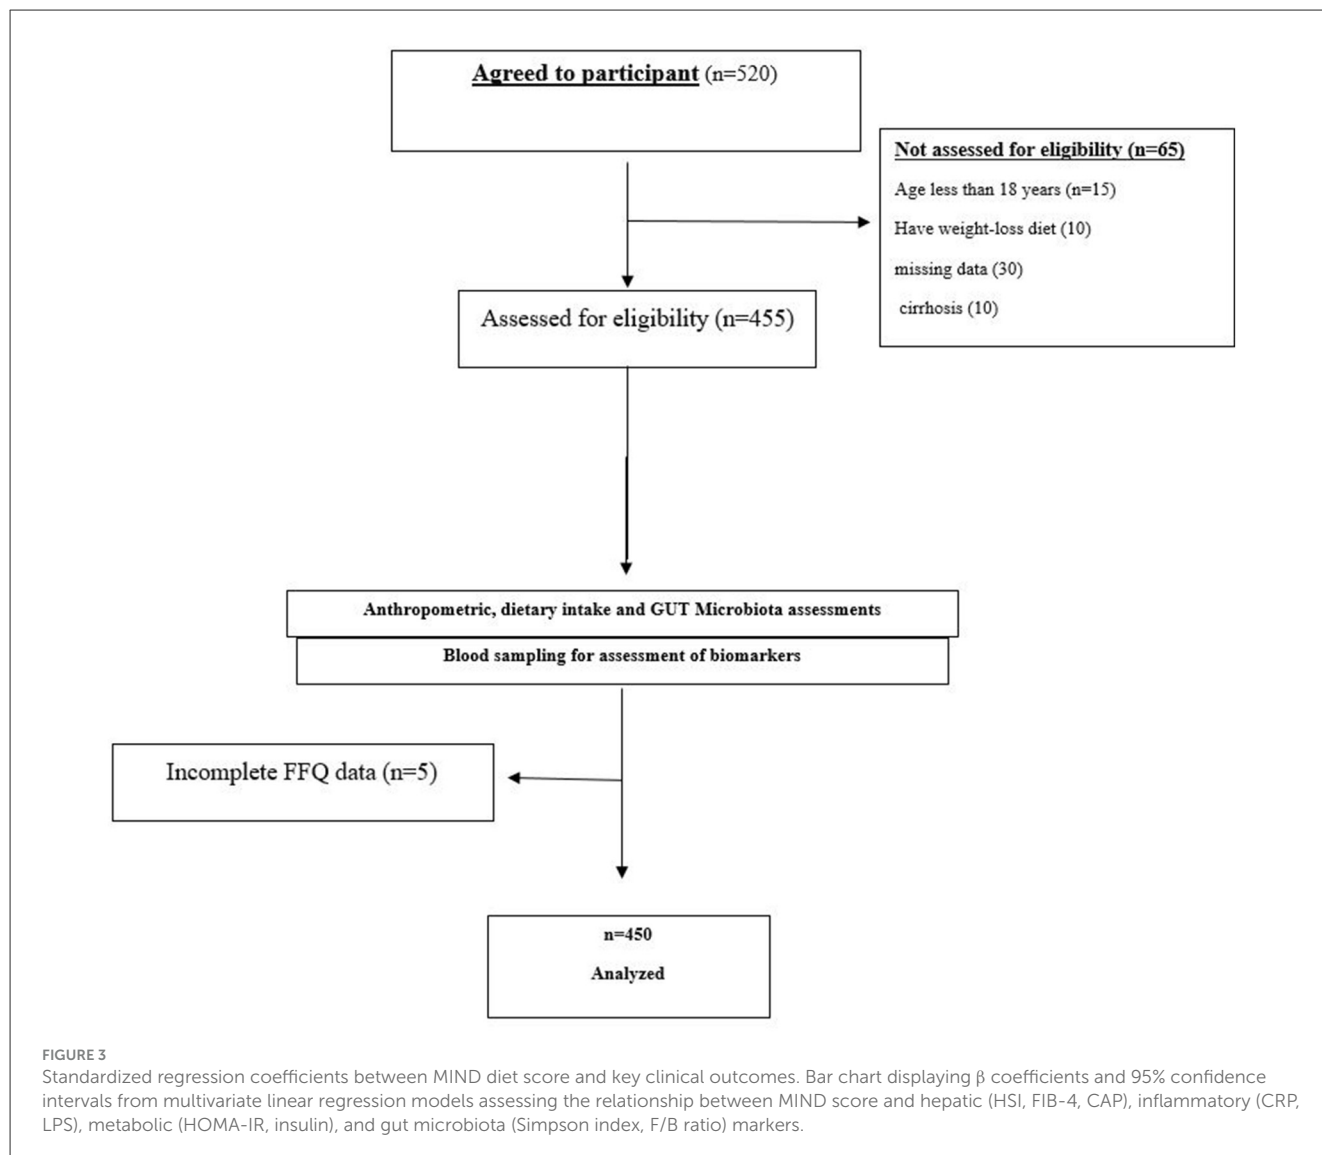 Agreed to participant (n=520)
Not assessed for eligibility (n=65)
Age less than 18 years (n=15)
Have weight-loss diet (10)
missing data (30)
cirrhosis (10)
Assessed for eligibility (n=455)
Anthropometric, dietary intake and GUT Microbiota assessments
Blood sampling for assessment of biomarkers
Incomplete FFQ data (n=5)
n=450
Analyzed
FIGURE 3
Standardized regression coefficients between MIND diet score and key clinical outcomes. Bar chart displaying β coefficients and 95% confidence
intervals from multivariate linear regression models assessing the relationship between MIND score and hepatic (HSI, FIB-4, CAP), inflammatory (CRP,
LPS), metabolic (HOMA-IR, insulin), and gut microbiota (Simpson index, F/B ratio) markers.